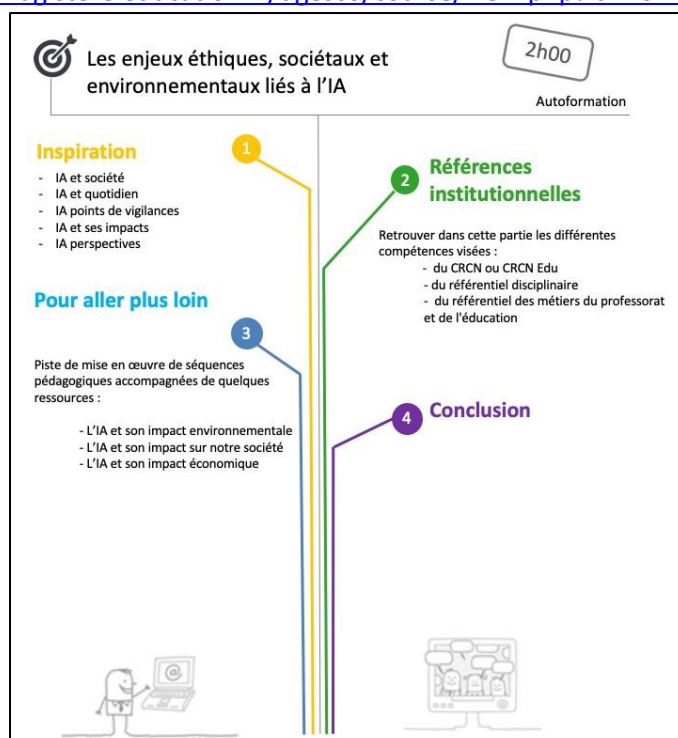 Les enjeux éthiques, sociétaux et
environnementaux liés à l'IA
2h00
Autoformation
Inspiration
1
- IA et société
- IA et quotidien
- IA points de vigilances
- IA et ses impacts
- IA perspectives
2
Références
institutionnelles
Retrouver dans cette partie les différentes
compétences visées :
- du CRCN ou CRCN Edu
- du référentiel disciplinaire
- du référentiel des métiers du professorat
et de l'éducation
Pour aller plus loin
3
Piste de mise en œuvre de séquences
pédagogiques accompagnées de quelques
ressources :
- L'IA et son impact environnementale
- L'IA et son impact sur notre société
- L'IA et son impact économique
4
Conclusion
@